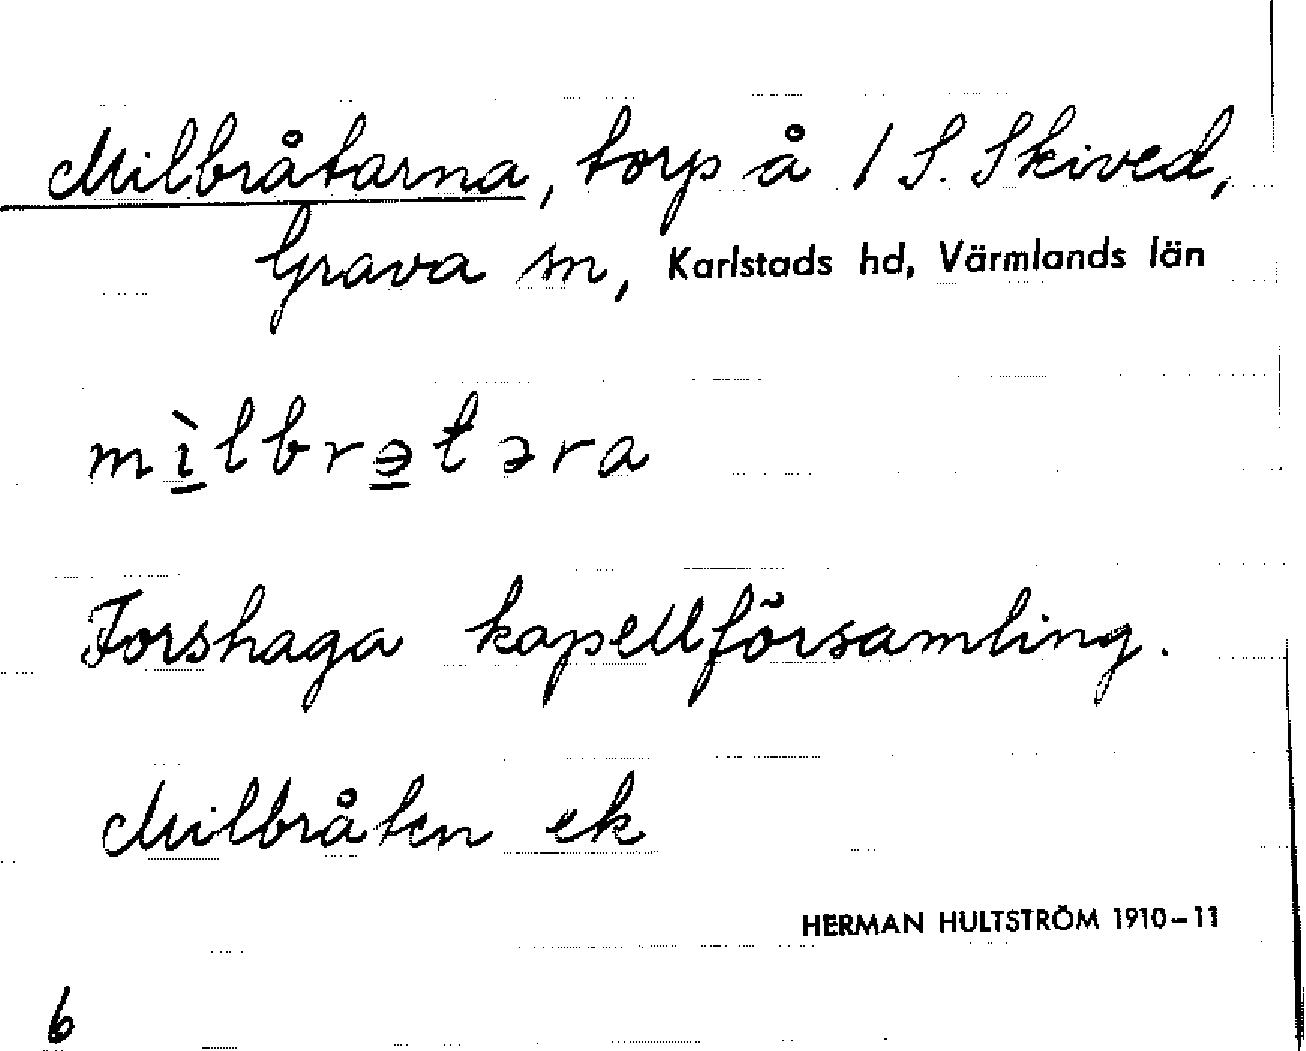 Milbråtarna, torp å 1 S. Skived,
Grava sn, Karlstads hd, Värmlands län
mìlbrətəra
Forshaga kapellförsamling.
Milbråten ek
HERMAN HULTSTRÖM 1910–11
6